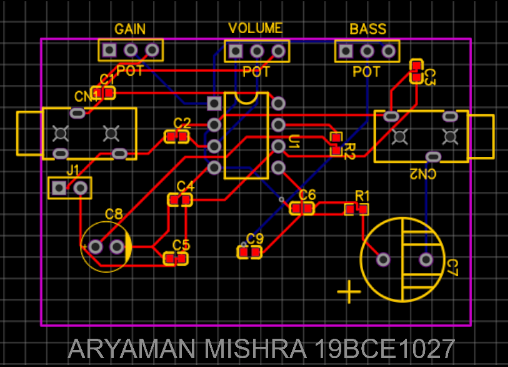 GAIN VOLUME BASS
POT POT POT
C1 C3
CN1
C2 U1 R2
J1 CN2
C4
C8 C6 R1
C5 C9 C7
ARYAMAN MISHRA 19BCE1027